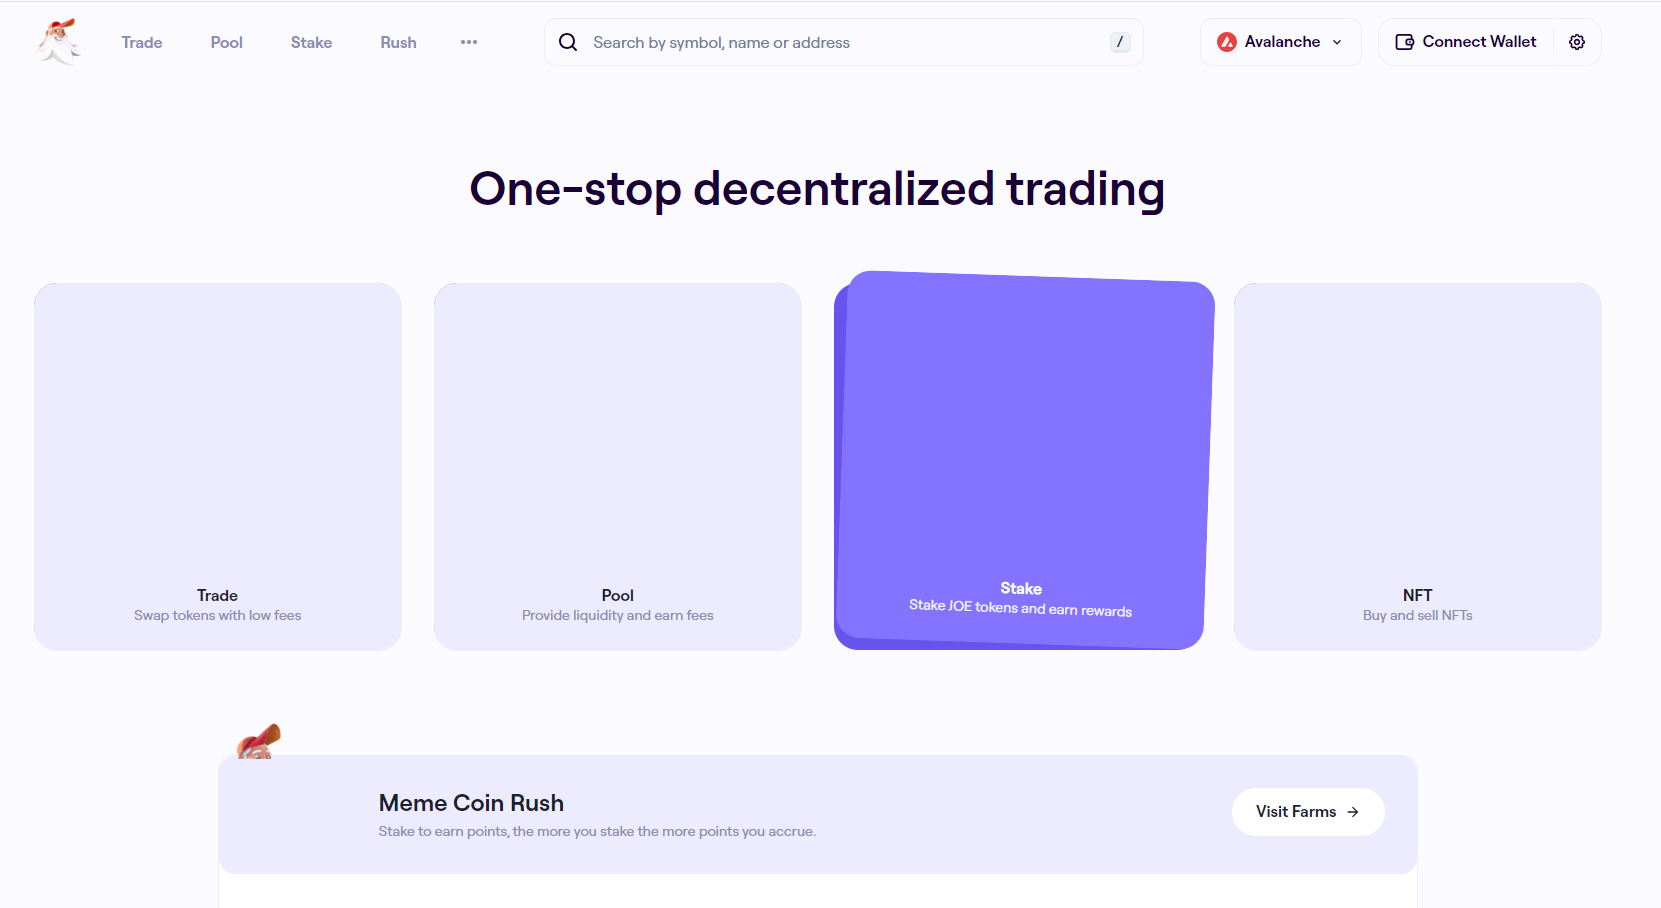 Trade
Pool
Stake
Rush
Search by symbol, name or address
/
Avalanche
Connect Wallet
One-stop decentralized trading
Trade
Swap tokens with low fees
Pool
Provide liquidity and earn fees
Stake
Stake JOE tokens and earn rewards
NFT
Buy and sell NFTs
Meme Coin Rush
Stake to earn points, the more you stake the more points you accrue.
Visit Farms